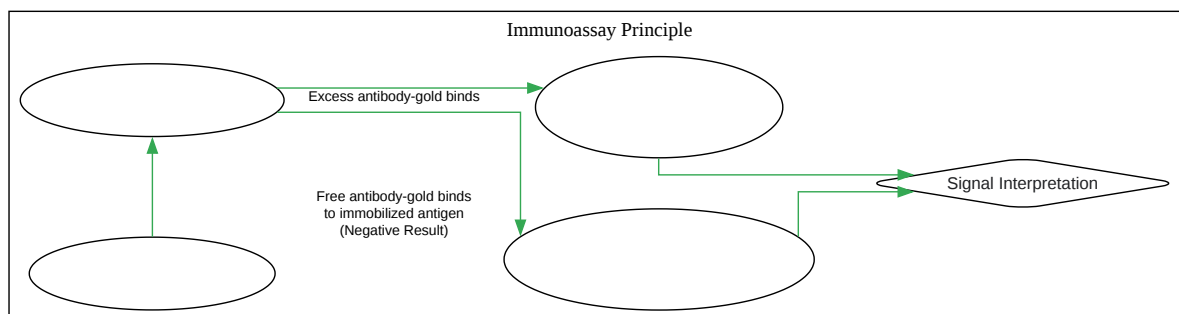 Immunoassay Principle
Excess antibody-gold binds
Free antibody-gold binds
to immobilized antigen
(Negative Result)
Signal Interpretation